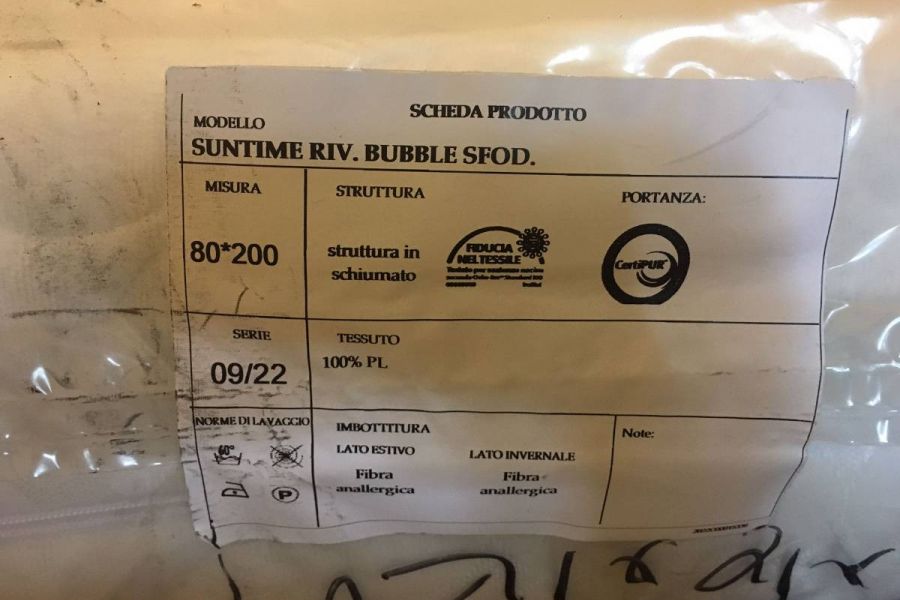 SCHEDA PRODOTTO
MODELLO
SUNTIME RIV. BUBBLE SFOD.
MISURA
80*200
STRUTTURA
struttura in
schiumato
FIDUCIA
NEL TESSILE
CertiPUR
PORTANZA:
SERIE
09/22
TESSUTO
100% PL
NORME DI LAVAGGIO
60°
P
IMBOTTITURA
LATO ESTIVO
Fibra
anallergica
LATO INVERNALE
Fibra
anallergica
Note: